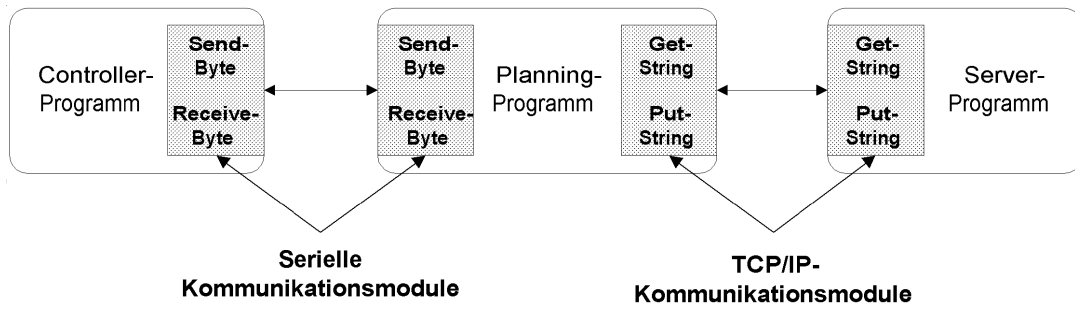 Controller-
Programm
Send-
Byte
Receive-
Byte
Send-
Byte
Receive-
Byte
Planning-
Programm
Get-
String
Put-
String
Get-
String
Put-
String
Server-
Programm
Serielle
Kommunikationsmodule
TCP/IP-
Kommunikationsmodule